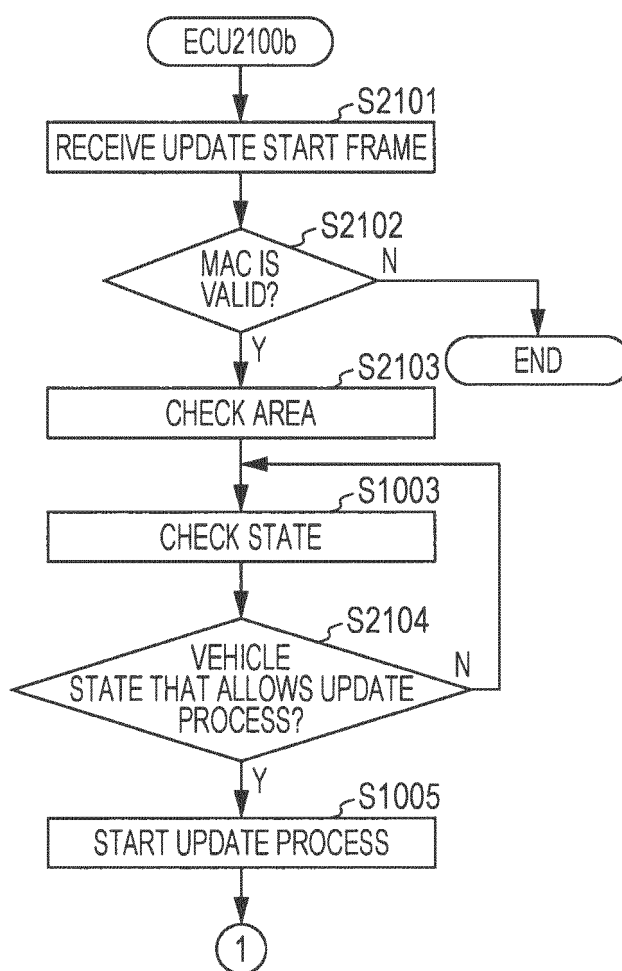 ECU2100b
S2101
RECEIVE UPDATE START FRAME
S2102
MAC IS
VALID?
N
Y
END
S2103
CHECK AREA
S1003
CHECK STATE
S2104
VEHICLE
STATE THAT ALLOWS UPDATE
PROCESS?
N
Y
S1005
START UPDATE PROCESS
1